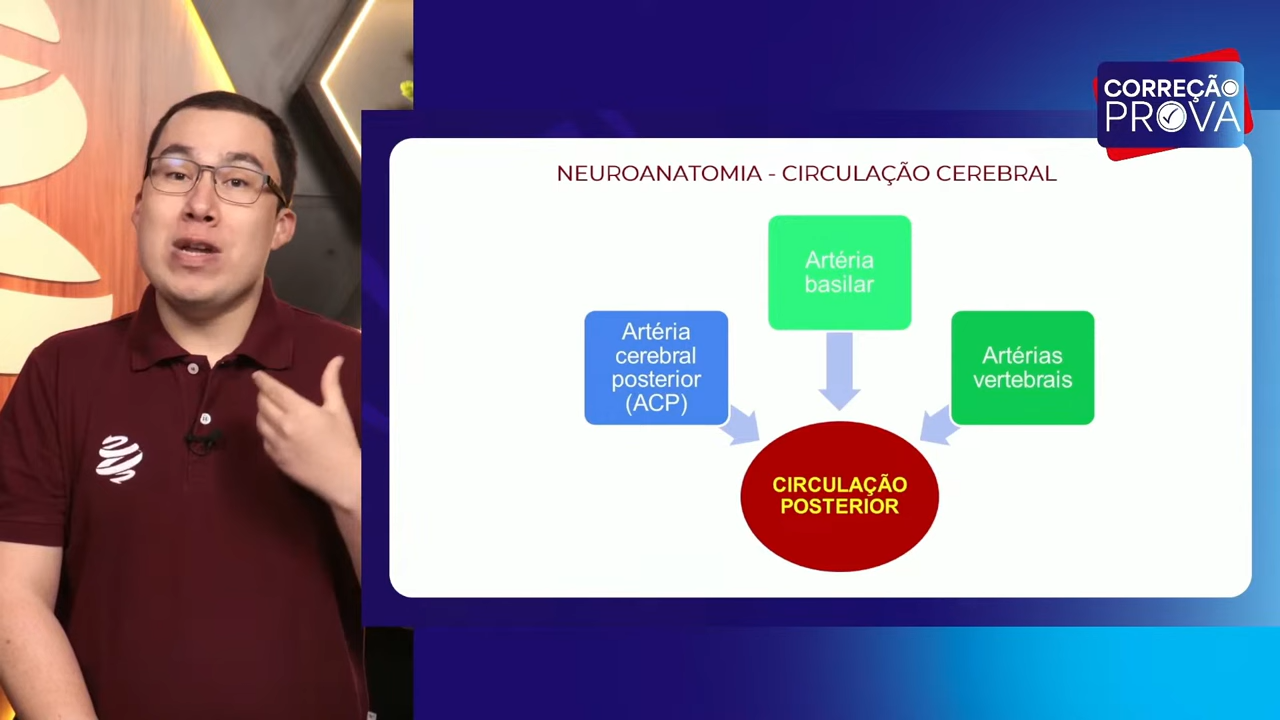 CORREÇÃO
PROVA
NEUROANATOMIA - CIRCULAÇÃO CEREBRAL
Artéria
basilar
Artéria
cerebral
posterior
(ACP)
Artérias
vertebrais
CIRCULAÇÃO
POSTERIOR